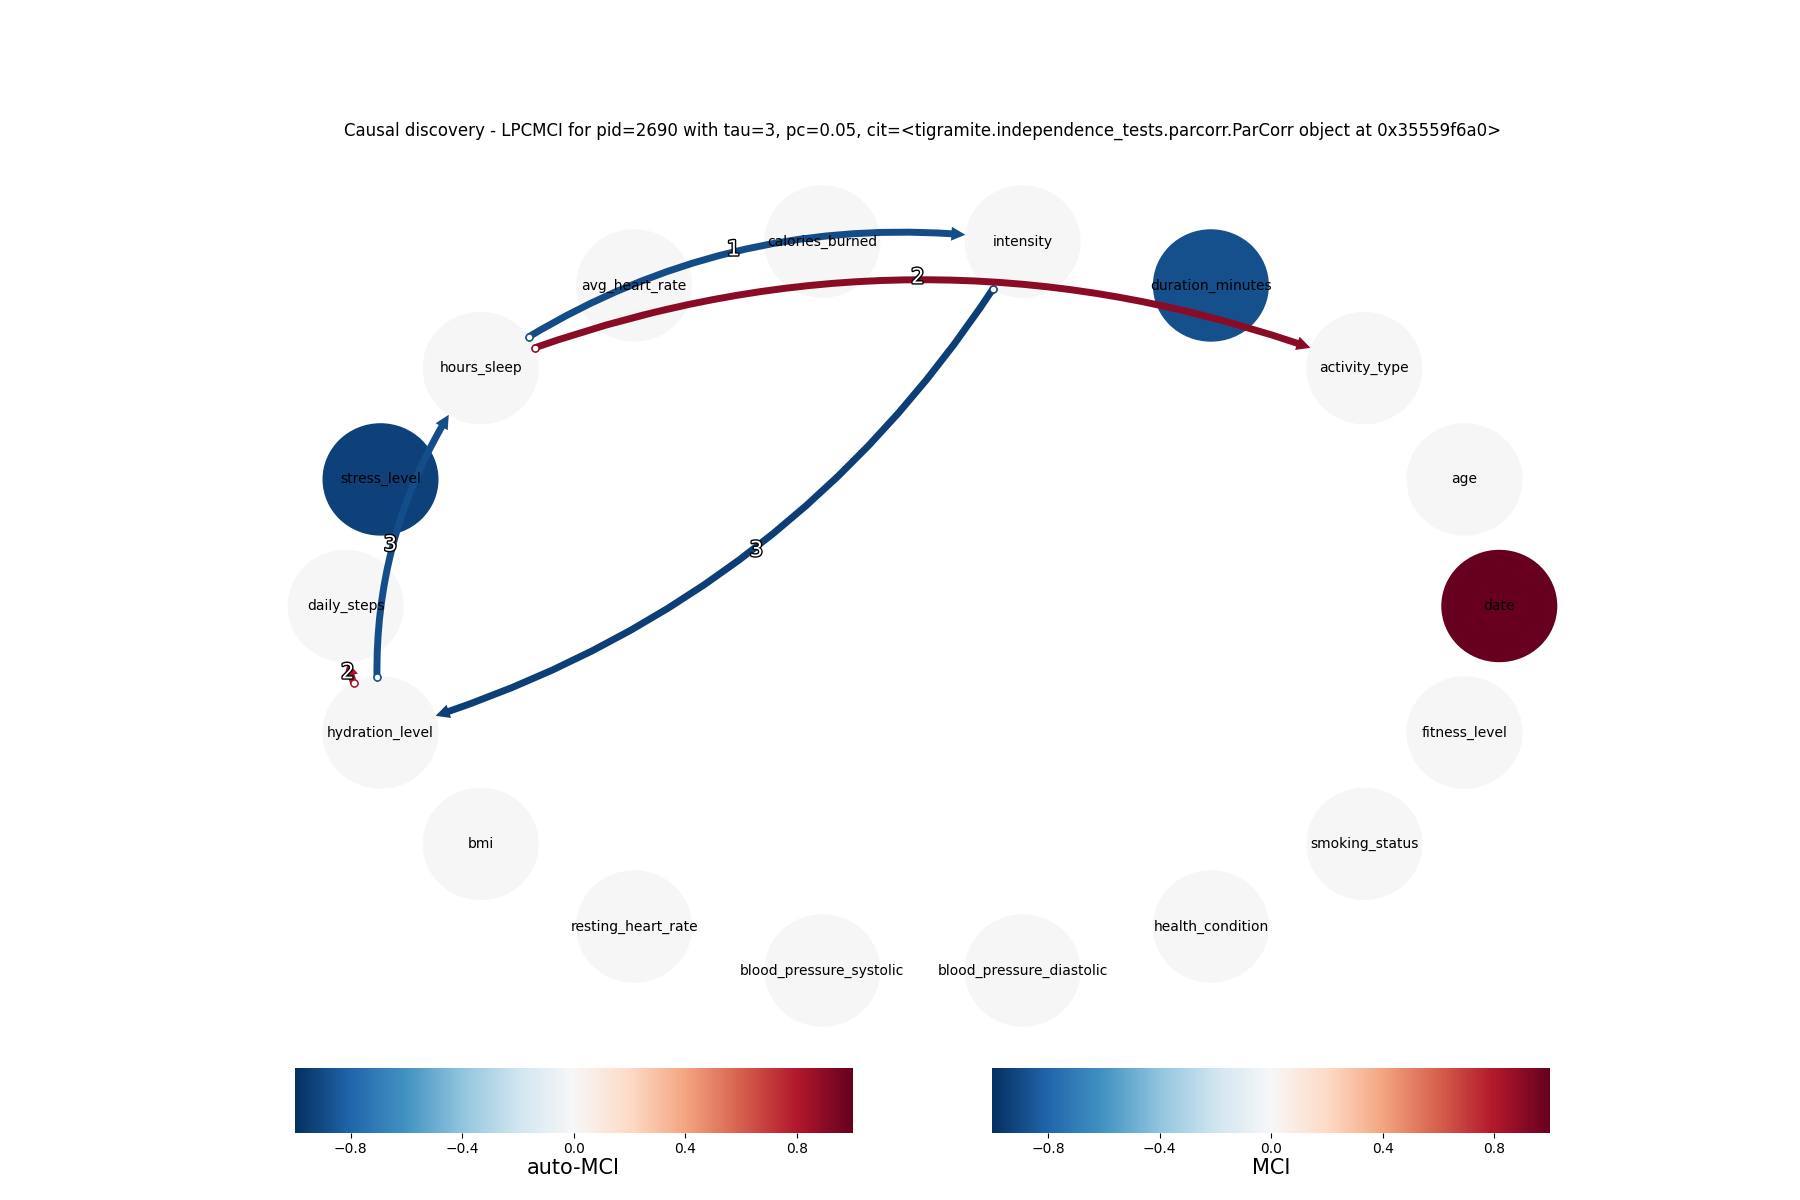 Causal discovery - LPCMCI for pid=2690 with tau=3, pc=0.05, cit=<tigramite.independence_tests.parcorr.ParCorr object at 0x35559f6a0>
calories_burned
intensity
1
2
avg_heart_rate
duration_minutes
hours_sleep
activity_type
stress_level
age
3
3
daily_steps
date
2
hydration_level
fitness_level
bmi
smoking_status
resting_heart_rate
health_condition
blood_pressure_systolic
blood_pressure_diastolic
−0.8 −0.4 0.0 0.4 0.8
auto-MCI
−0.8 −0.4 0.0 0.4 0.8
MCI